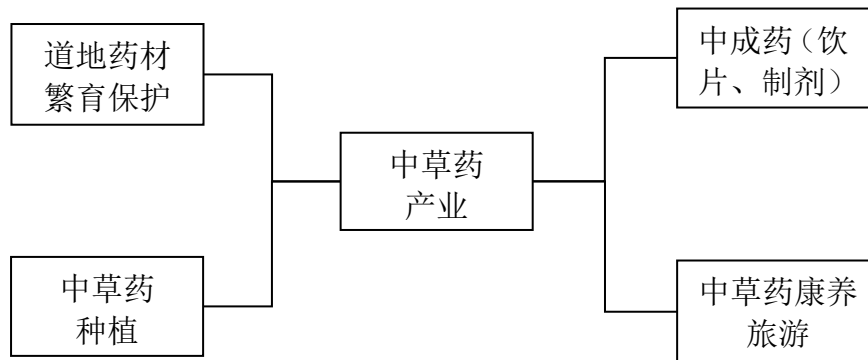 道地药材
繁育保护
中草药
种植
中草药
产业
中成药（饮
片、制剂）
中草药康养
旅游